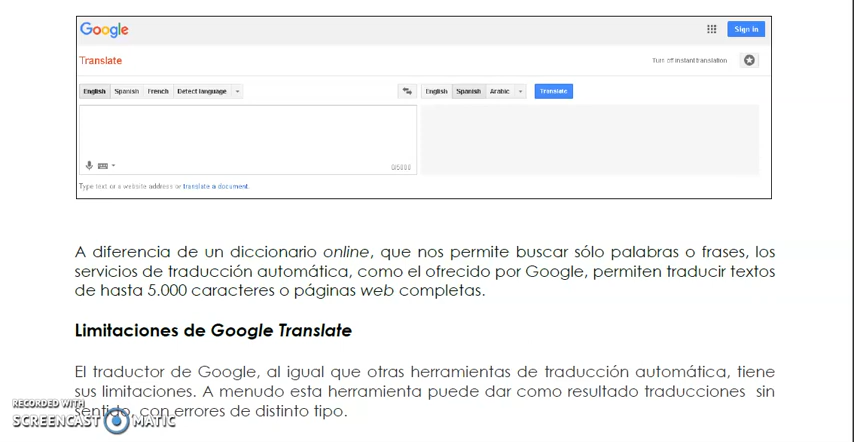 Google
Sign in
Translate
Turn off instant translation
English Spanish French Detect language
English Spanish Arabic Translate
0/5000
Type text or a website address or translate a document.
A diferencia de un diccionario online, que nos permite buscar sólo palabras o frases, los
servicios de traducción automática, como el ofrecido por Google, permiten traducir textos
de hasta 5.000 caracteres o páginas web completas.
Limitaciones de Google Translate
El traductor de Google, al igual que otras herramientas de traducción automática, tiene
sus limitaciones. A menudo esta herramienta puede dar como resultado traducciones sin
sentido, con errores de distinto tipo.
RECORDED WITH
SCREENCAST MATIC